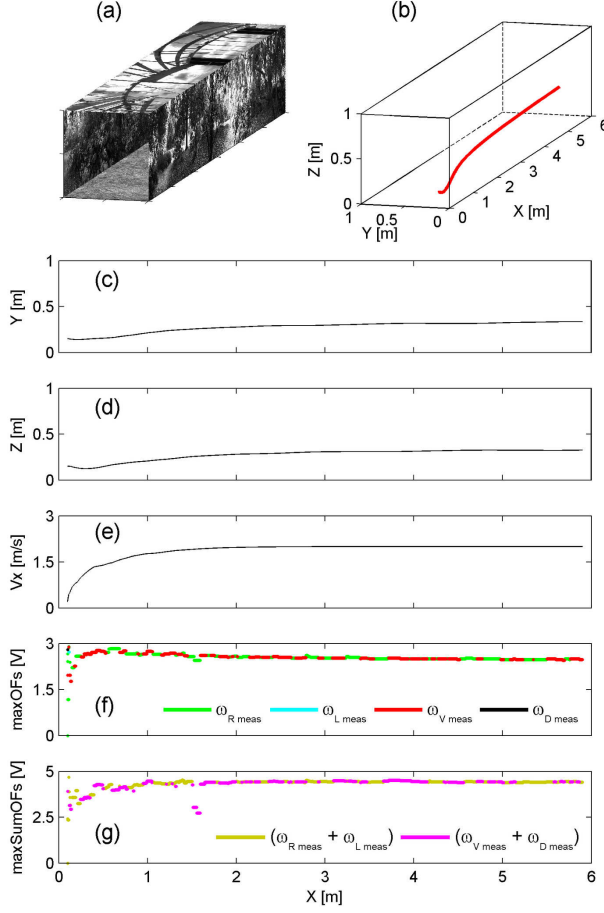 (a)
(b)
1
Z [m]
0.5
0
1
0.5
0
Y [m]
0
1
2
3
4
5
6
X [m]
(c)
Y [m]
1
0.5
0
(d)
Z [m]
1
0.5
0
(e)
Vx [m/s]
3
1.5
0
(f)
maxOFs [V]
3
1.5
0
ωR meas
ωL meas
ωV meas
ωD meas
(g)
maxSumOFs [V]
5
2.5
0
(ωR meas + ωL meas)
(ωV meas + ωD meas)
0 1 2 3 4 5 6
X [m]